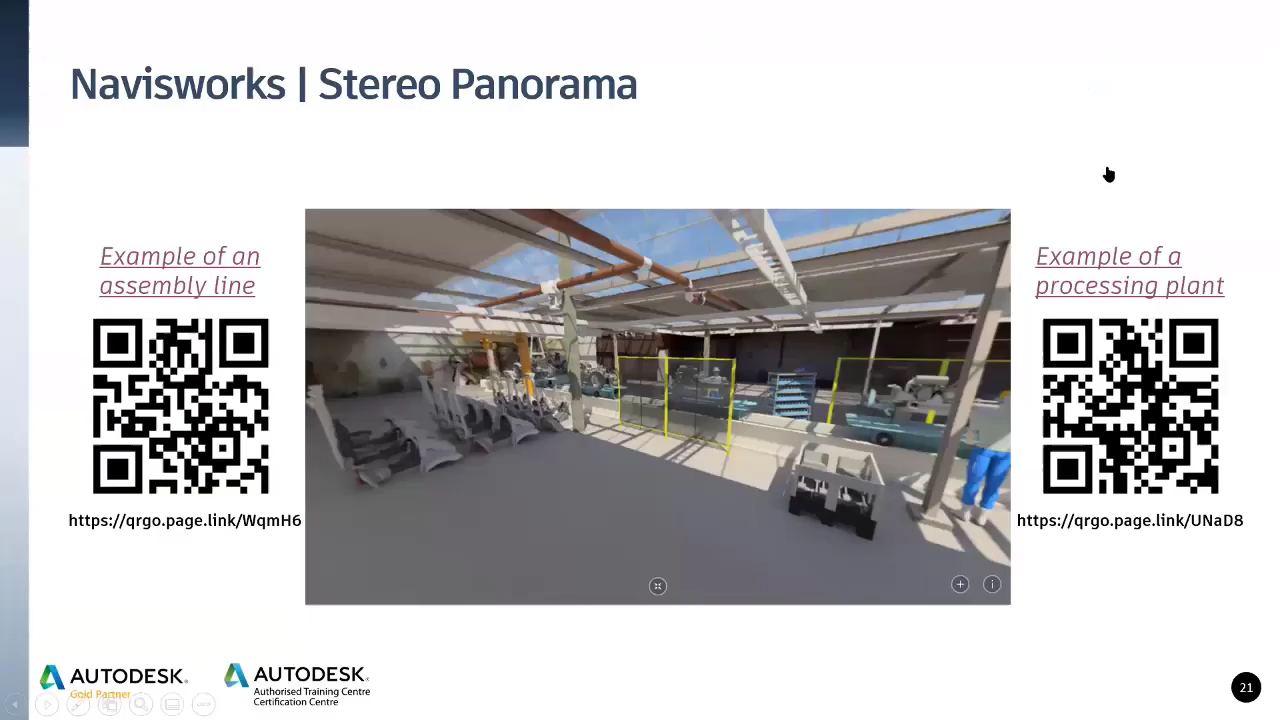 Navisworks | Stereo Panorama
Example of an
assembly line
https://qrgo.page.link/WqmH6
Example of a
processing plant
https://qrgo.page.link/UNaD8
AUTODESK
Gold Partner
AUTODESK
Authorised Training Centre
Certification Centre
21